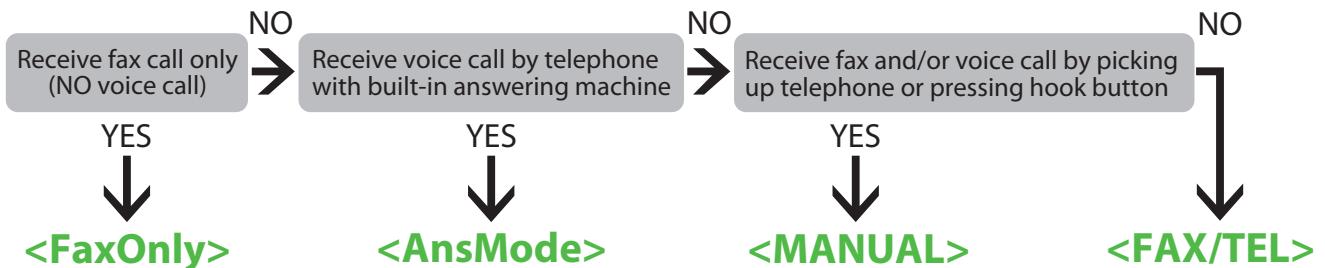 NO
NO
NO
Receive fax call only
(NO voice call)
Receive voice call by telephone
with built-in answering machine
Receive fax and/or voice call by picking
up telephone or pressing hook button
YES
YES
YES
<FaxOnly>
<AnsMode>
<MANUAL>
<FAX/TEL>